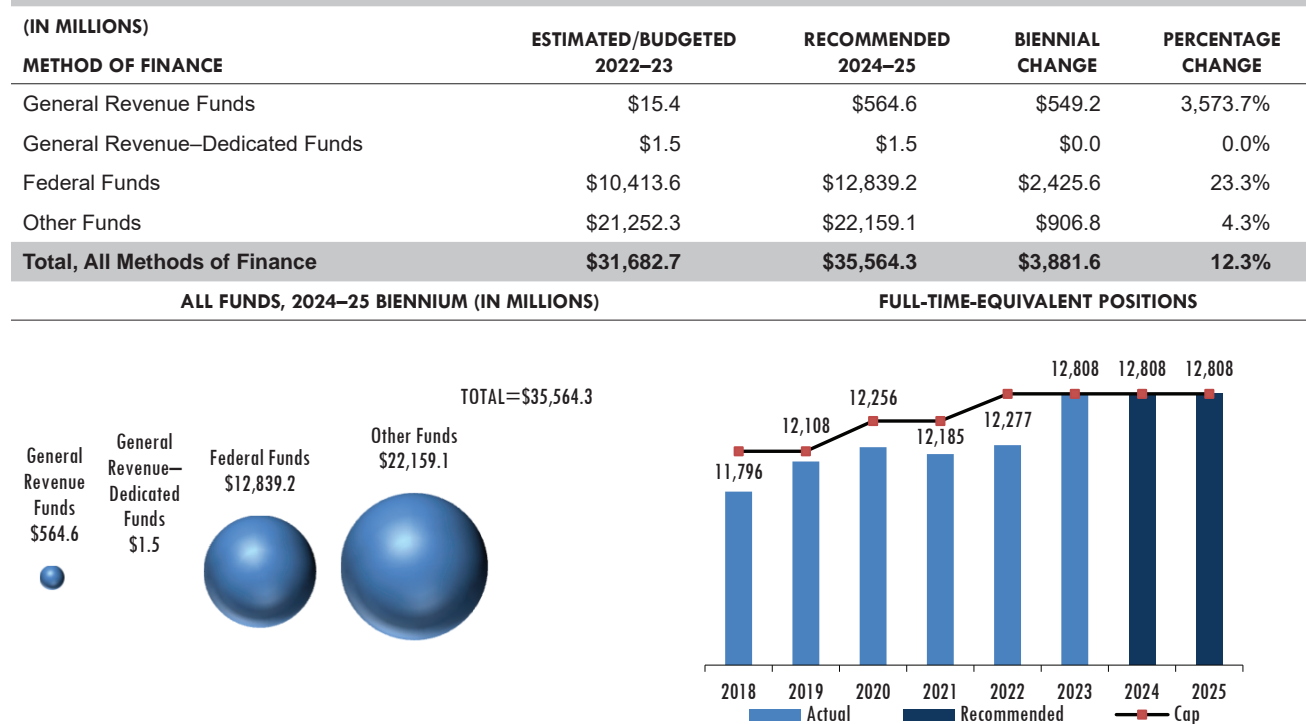 (IN MILLIONS)
METHOD OF FINANCE ESTIMATED/BUDGETED 2022–23 RECOMMENDED 2024–25 BIENNIAL CHANGE PERCENTAGE CHANGE
General Revenue Funds $15.4 $564.6 $549.2 3,573.7%
General Revenue–Dedicated Funds $1.5 $1.5 $0.0 0.0%
Federal Funds $10,413.6 $12,839.2 $2,425.6 23.3%
Other Funds $21,252.3 $22,159.1 $906.8 4.3%
Total, All Methods of Finance $31,682.7 $35,564.3 $3,881.6 12.3%
ALL FUNDS, 2024–25 BIENNIUM (IN MILLIONS)
TOTAL=$35,564.3
General
Revenue
Funds
$564.6
General
Revenue—
Dedicated
Funds
$1.5
Federal Funds
$12,839.2
Other Funds
$22,159.1
FULL-TIME-EQUIVALENT POSITIONS
11,796 12,108 12,256 12,185 12,277 12,808 12,808 12,808
2018 2019 2020 2021 2022 2023 2024 2025
Actual Recommended Cap